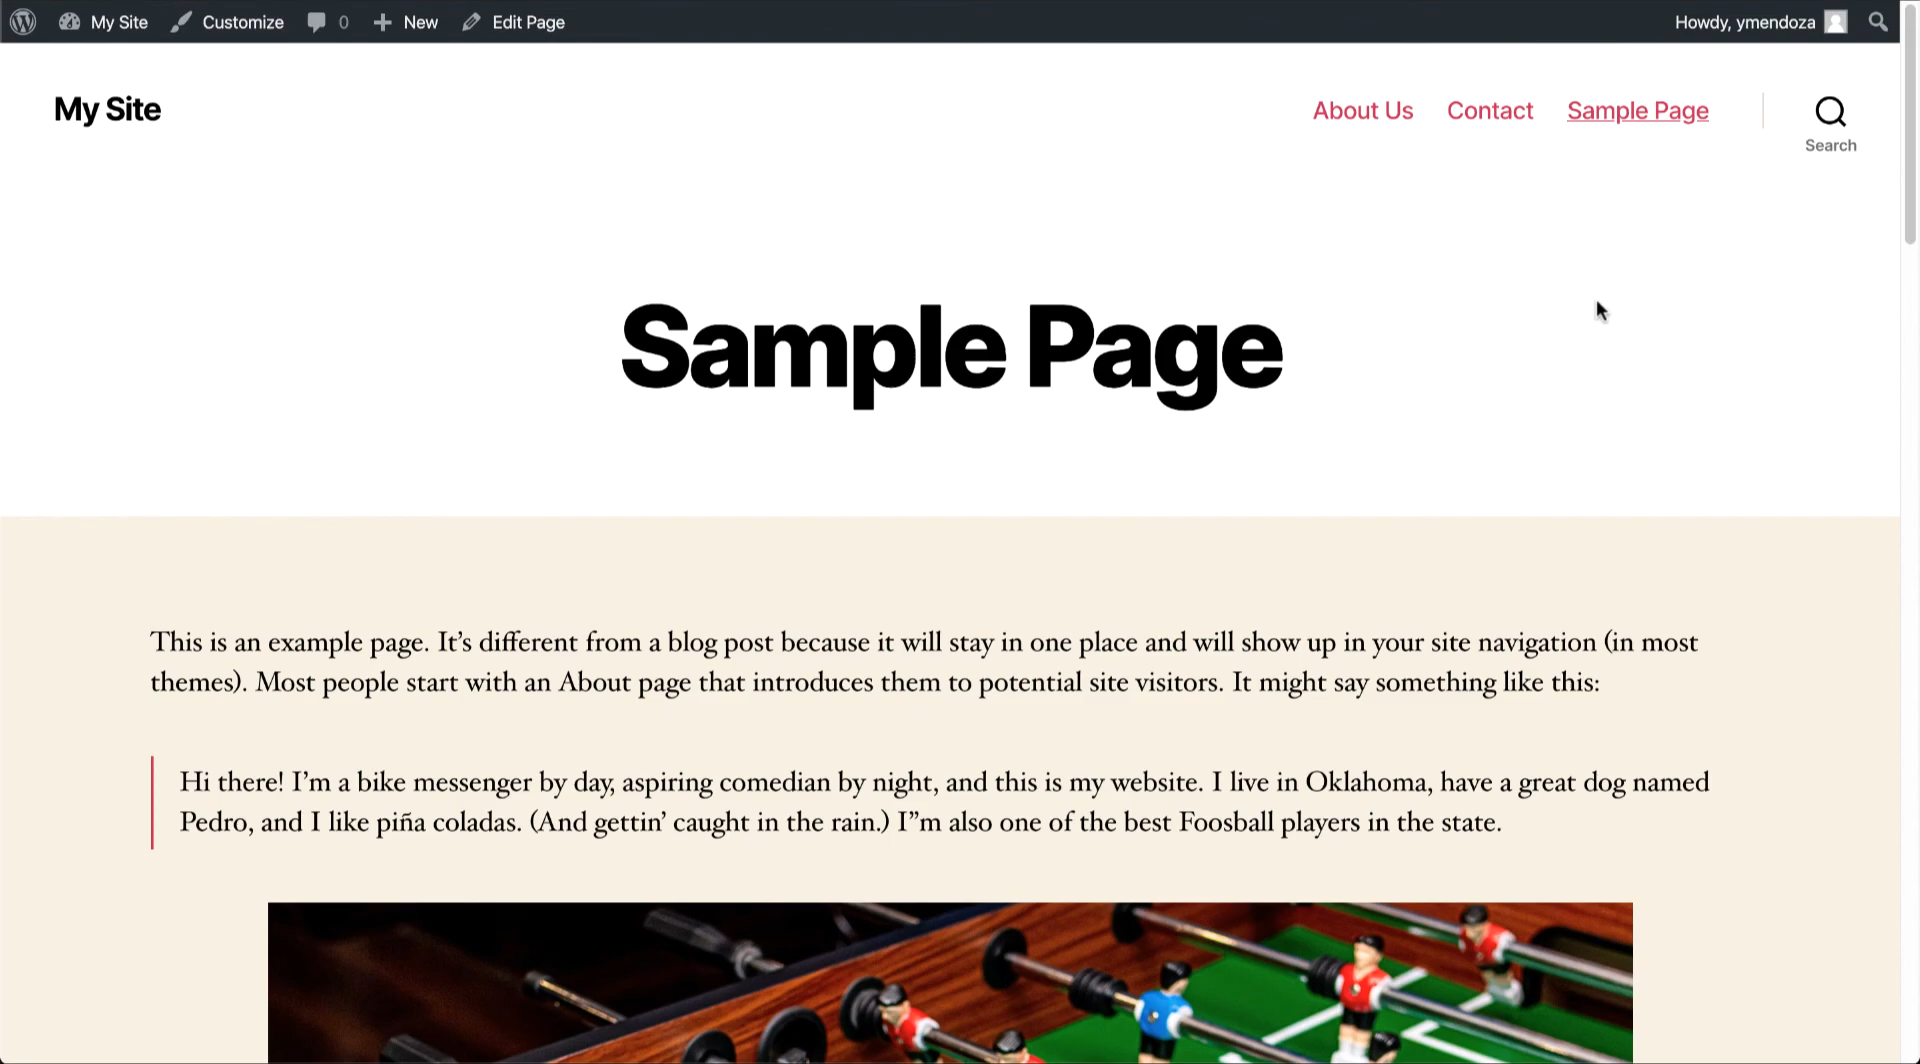 My Site Customize 0 New Edit Page Howdy, ymendoza
My Site About Us Contact Sample Page
Search
Sample Page
This is an example page. It’s different from a blog post because it will stay in one place and will show up in your site navigation (in most
themes). Most people start with an About page that introduces them to potential site visitors. It might say something like this:
Hi there! I’m a bike messenger by day, aspiring comedian by night, and this is my website. I live in Oklahoma, have a great dog named
Pedro, and I like piña coladas. (And gettin’ caught in the rain.) I”m also one of the best Foosball players in the state.